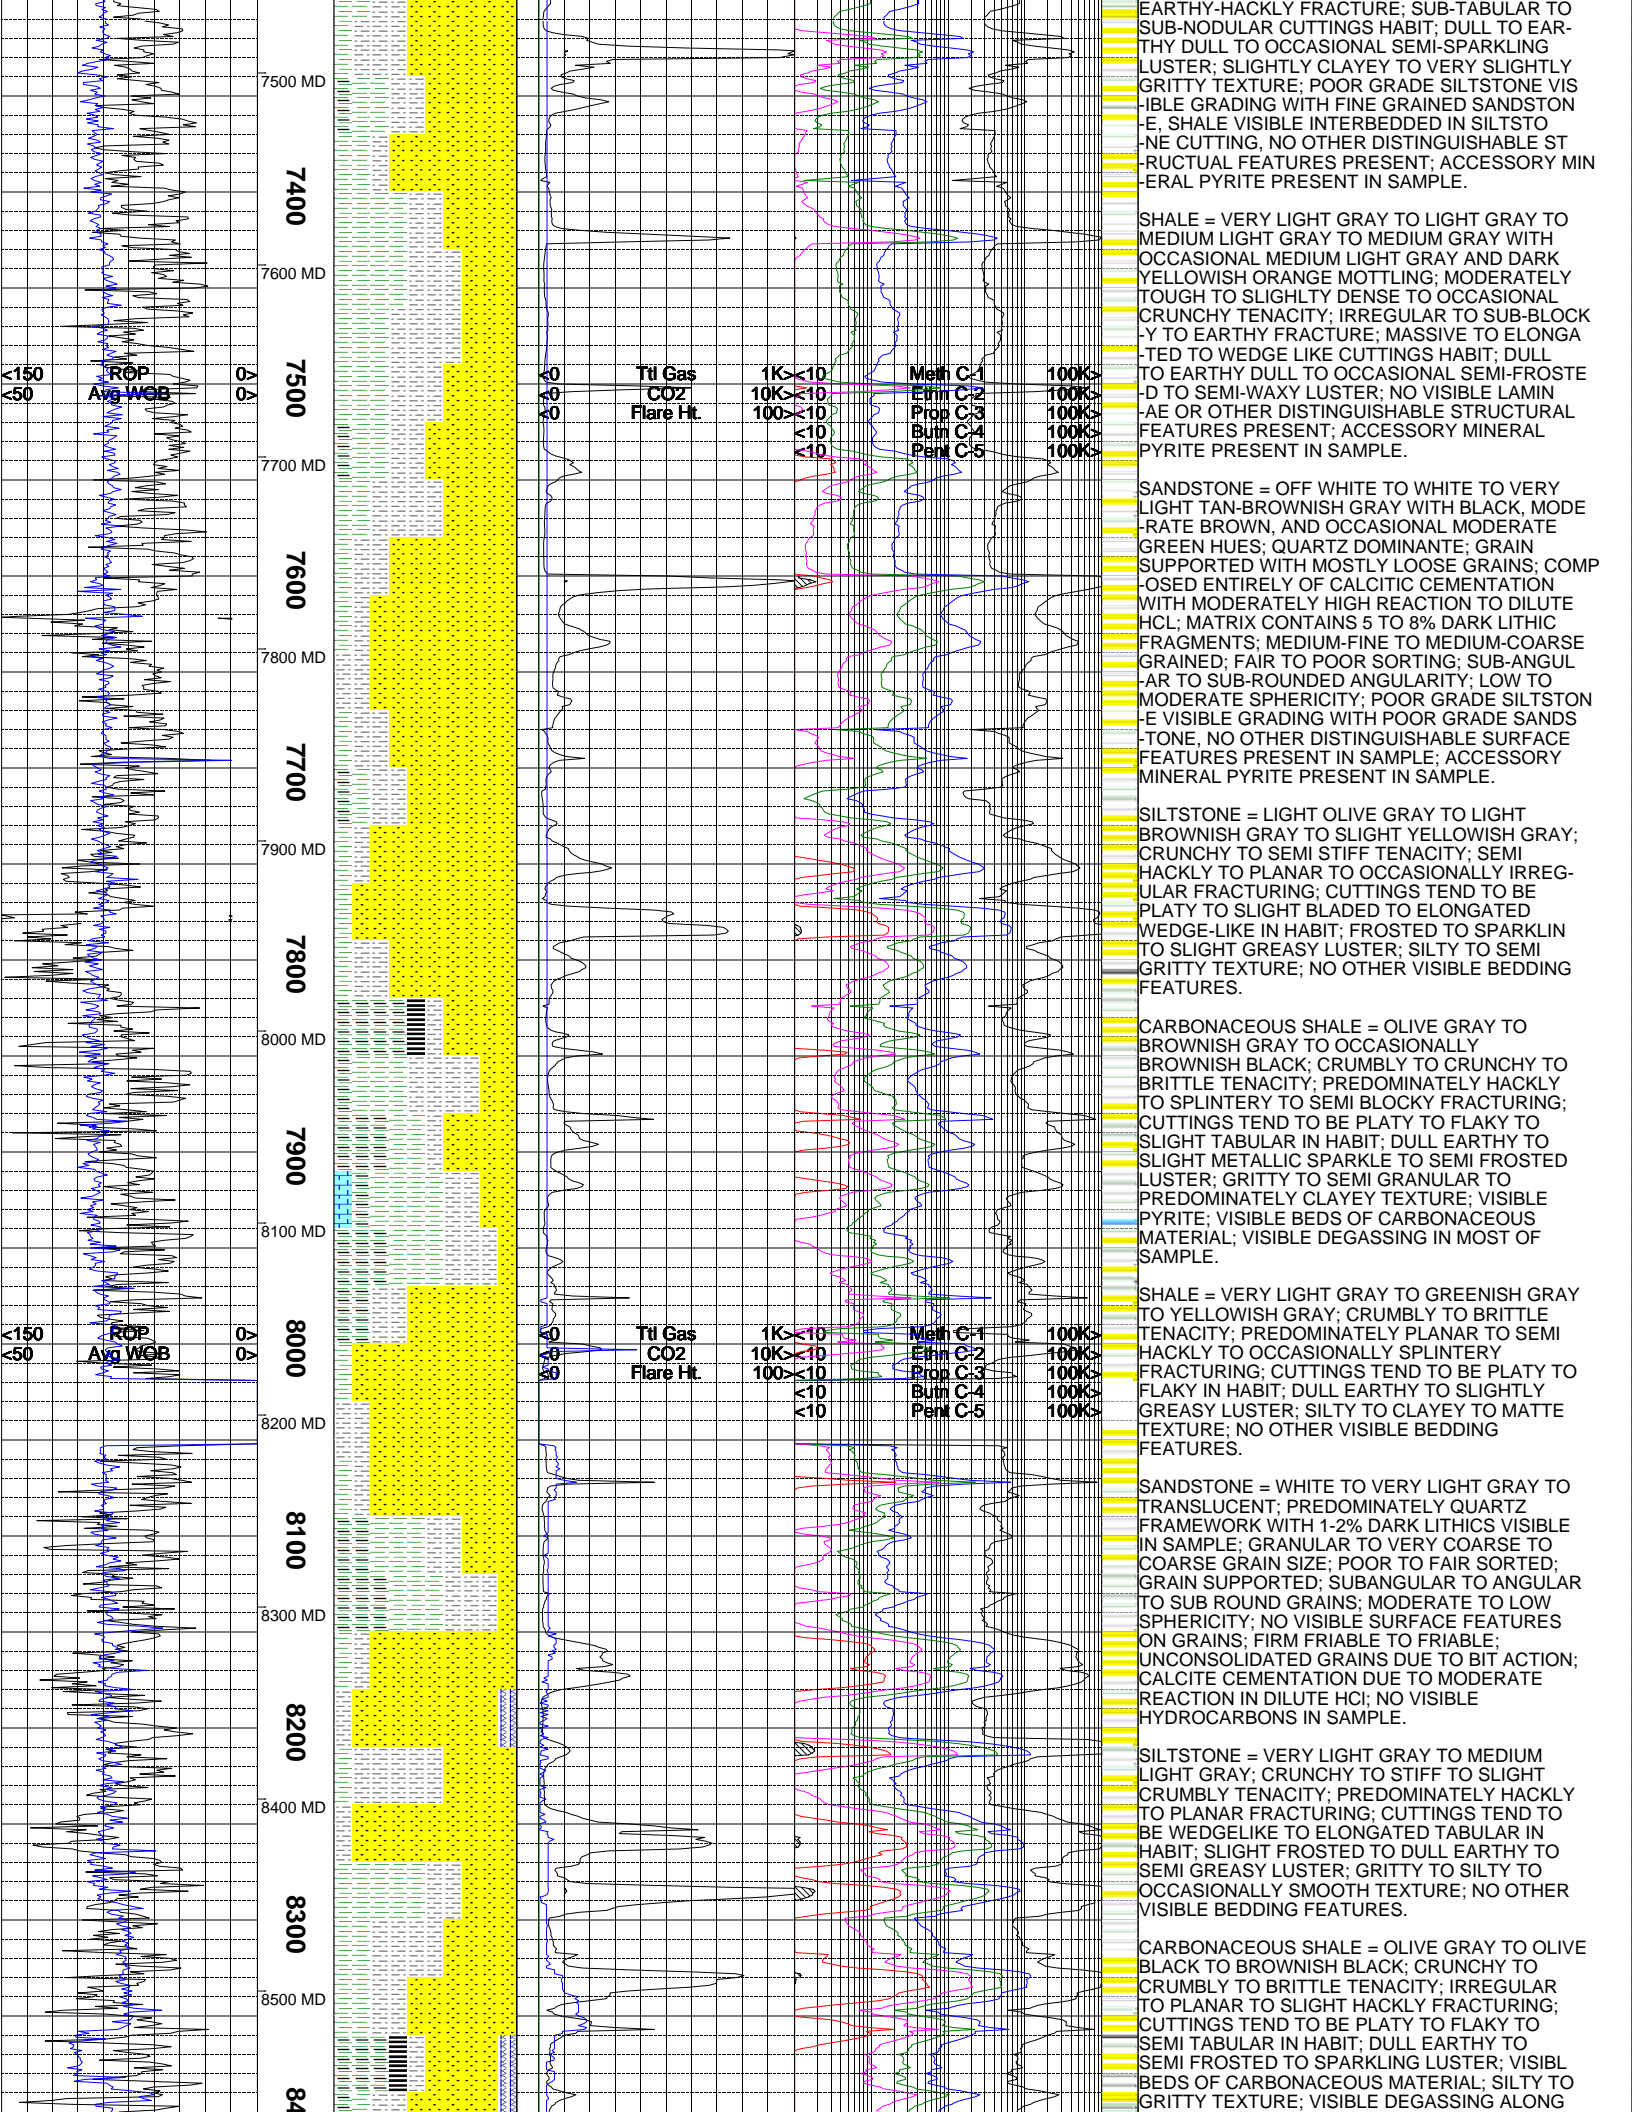 7500 MD
7400
7600 MD
<150 ROP 0>
<50 Avg WOB 0>
7500
<0 Ttl Gas 1K>
<0 CO2 10K>
<0 Flare Ht. 100>
<10 Meth C-1 100K>
<10 Ethn C-2 100K>
<10 Prop C-3 100K>
<10 Butn C-4 100K>
<10 Pent C-5 100K>
7700 MD
7600
7800 MD
7700
7900 MD
7800
8000 MD
7900
8100 MD
<150 ROP 0>
<50 Avg WOB 0>
8000
<0 Ttl Gas 1K>
<0 CO2 10K>
<0 Flare Ht. 100>
<10 Meth C-1 100K>
<10 Ethn C-2 100K>
<10 Prop C-3 100K>
<10 Butn C-4 100K>
<10 Pent C-5 100K>
8200 MD
8100
8300 MD
8200
8400 MD
8300
8500 MD
84
EARTHY-HACKLY FRACTURE; SUB-TABULAR TO
SUB-NODULAR CUTTINGS HABIT; DULL TO EAR-
THY DULL TO OCCASIONAL SEMI-SPARKLING
LUSTER; SLIGHTLY CLAYEY TO VERY SLIGHTLY
GRITTY TEXTURE; POOR GRADE SILTSTONE VIS
-IBLE GRADING WITH FINE GRAINED SANDSTON
-E, SHALE VISIBLE INTERBEDDED IN SILTSTO
-NE CUTTING, NO OTHER DISTINGUISHABLE ST
-RUCTUAL FEATURES PRESENT; ACCESSORY MIN
-ERAL PYRITE PRESENT IN SAMPLE.
SHALE = VERY LIGHT GRAY TO LIGHT GRAY TO
MEDIUM LIGHT GRAY TO MEDIUM GRAY WITH
OCCASIONAL MEDIUM LIGHT GRAY AND DARK
YELLOWISH ORANGE MOTTLING; MODERATELY
TOUGH TO SLIGHLTY DENSE TO OCCASIONAL
CRUNCHY TENACITY; IRREGULAR TO SUB-BLOCK
-Y TO EARTHY FRACTURE; MASSIVE TO ELONGA
-TED TO WEDGE LIKE CUTTINGS HABIT; DULL
TO EARTHY DULL TO OCCASIONAL SEMI-FROSTE
-D TO SEMI-WAXY LUSTER; NO VISIBLE LAMIN
-AE OR OTHER DISTINGUISHABLE STRUCTURAL
FEATURES PRESENT; ACCESSORY MINERAL
PYRITE PRESENT IN SAMPLE.
SANDSTONE = OFF WHITE TO WHITE TO VERY
LIGHT TAN-BROWNISH GRAY WITH BLACK, MODE
-RATE BROWN, AND OCCASIONAL MODERATE
GREEN HUES; QUARTZ DOMINANTE; GRAIN
SUPPORTED WITH MOSTLY LOOSE GRAINS; COMP
-OSED ENTIRELY OF CALCITIC CEMENTATION
WITH MODERATELY HIGH REACTION TO DILUTE
HCL; MATRIX CONTAINS 5 TO 8% DARK LITHIC
FRAGMENTS; MEDIUM-FINE TO MEDIUM-COARSE
GRAINED; FAIR TO POOR SORTING; SUB-ANGUL
-AR TO SUB-ROUNDED ANGULARITY; LOW TO
MODERATE SPHERICITY; POOR GRADE SILTSTON
-E VISIBLE GRADING WITH POOR GRADE SANDS
-TONE, NO OTHER DISTINGUISHABLE SURFACE
FEATURES PRESENT IN SAMPLE; ACCESSORY
MINERAL PYRITE PRESENT IN SAMPLE.
SILTSTONE = LIGHT OLIVE GRAY TO LIGHT
BROWNISH GRAY TO SLIGHT YELLOWISH GRAY;
CRUNCHY TO SEMI STIFF TENACITY; SEMI
HACKLY TO PLANAR TO OCCASIONALLY IRREG-
ULAR FRACTURING; CUTTINGS TEND TO BE
PLATY TO SLIGHT BLADED TO ELONGATED
WEDGE-LIKE IN HABIT; FROSTED TO SPARKLIN
TO SLIGHT GREASY LUSTER; SILTY TO SEMI
GRITTY TEXTURE; NO OTHER VISIBLE BEDDING
FEATURES.
CARBONACEOUS SHALE = OLIVE GRAY TO
BROWNISH GRAY TO OCCASIONALLY
BROWNISH BLACK; CRUMBLY TO CRUNCHY TO
BRITTLE TENACITY; PREDOMINATELY HACKLY
TO SPLINTERY TO SEMI BLOCKY FRACTURING;
CUTTINGS TEND TO BE PLATY TO FLAKY TO
SLIGHT TABULAR IN HABIT; DULL EARTHY TO
SLIGHT METALLIC SPARKLE TO SEMI FROSTED
LUSTER; GRITTY TO SEMI GRANULAR TO
PREDOMINATELY CLAYEY TEXTURE; VISIBLE
PYRITE; VISIBLE BEDS OF CARBONACEOUS
MATERIAL; VISIBLE DEGASSING IN MOST OF
SAMPLE.
SHALE = VERY LIGHT GRAY TO GREENISH GRAY
TO YELLOWISH GRAY; CRUMBLY TO BRITTLE
TENACITY; PREDOMINATELY PLANAR TO SEMI
HACKLY TO OCCASIONALLY SPLINTERY
FRACTURING; CUTTINGS TEND TO BE PLATY TO
FLAKY IN HABIT; DULL EARTHY TO SLIGHTLY
GREASY LUSTER; SILTY TO CLAYEY TO MATTE
TEXTURE; NO OTHER VISIBLE BEDDING
FEATURES.
SANDSTONE = WHITE TO VERY LIGHT GRAY TO
TRANSLUCENT; PREDOMINATELY QUARTZ
FRAMEWORK WITH 1-2% DARK LITHICS VISIBLE
IN SAMPLE; GRANULAR TO VERY COARSE TO
COARSE GRAIN SIZE; POOR TO FAIR SORTED;
GRAIN SUPPORTED; SUBANGULAR TO ANGULAR
TO SUB ROUND GRAINS; MODERATE TO LOW
SPHERICITY; NO VISIBLE SURFACE FEATURES
ON GRAINS; FIRM FRIABLE TO FRIABLE;
UNCONSOLIDATED GRAINS DUE TO BIT ACTION;
CALCITE CEMENTATION DUE TO MODERATE
REACTION IN DILUTE HCl; NO VISIBLE
HYDROCARBONS IN SAMPLE.
SILTSTONE = VERY LIGHT GRAY TO MEDIUM
LIGHT GRAY; CRUNCHY TO STIFF TO SLIGHT
CRUMBLY TENACITY; PREDOMINATELY HACKLY
TO PLANAR FRACTURING; CUTTINGS TEND TO
BE WEDGELIKE TO ELONGATED TABULAR IN
HABIT; SLIGHT FROSTED TO DULL EARTHY TO
SEMI GREASY LUSTER; GRITTY TO SILTY TO
OCCASIONALLY SMOOTH TEXTURE; NO OTHER
VISIBLE BEDDING FEATURES.
CARBONACEOUS SHALE = OLIVE GRAY TO OLIVE
BLACK TO BROWNISH BLACK; CRUNCHY TO
CRUMBLY TO BRITTLE TENACITY; IRREGULAR
TO PLANAR TO SLIGHT HACKLY FRACTURING;
CUTTINGS TEND TO BE PLATY TO FLAKY TO
SEMI TABULAR IN HABIT; DULL EARTHY TO
SEMI FROSTED TO SPARKLING LUSTER; VISIBL
BEDS OF CARBONACEOUS MATERIAL; SILTY TO
GRITTY TEXTURE; VISIBLE DEGASSING ALONG